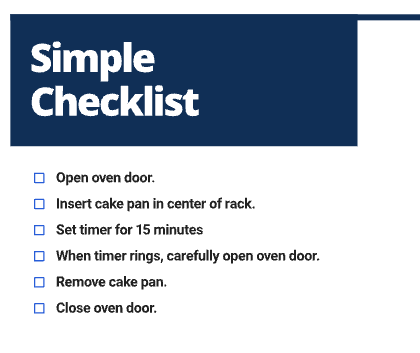 Simple
Checklist
Open oven door.
Insert cake pan in center of rack.
Set timer for 15 minutes
When timer rings, carefully open oven door.
Remove cake pan.
Close oven door.